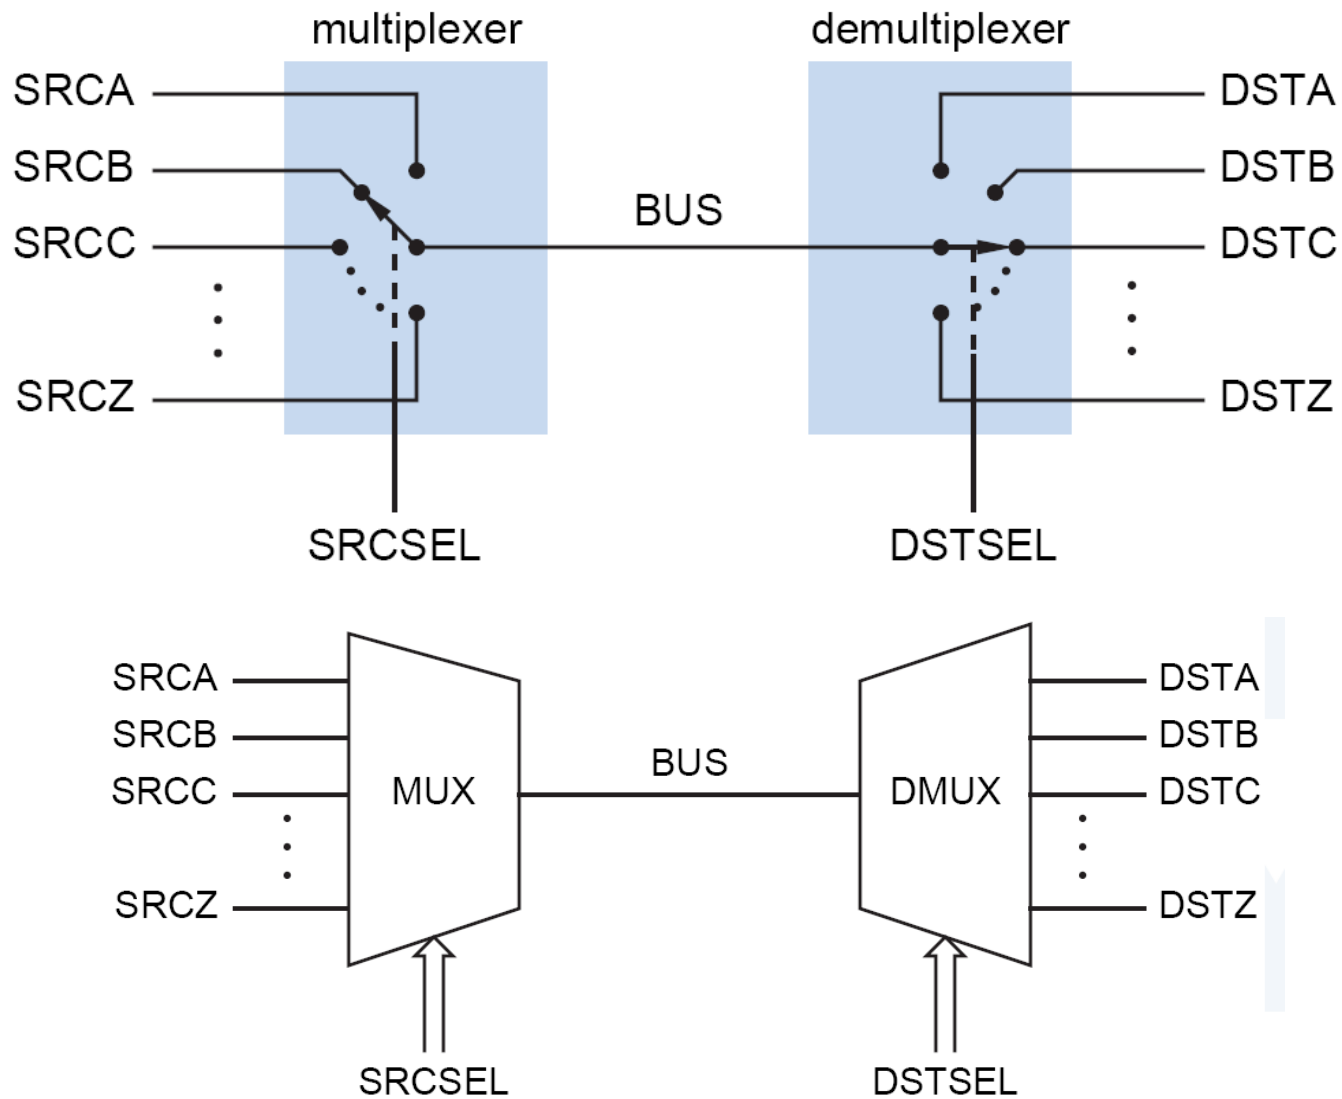 multiplexer demultiplexer
SRCA DSTA
SRCB DSTB
BUS
SRCC DSTC
SRCZ DSTZ
SRCSEL DSTSEL
SRCA DSTA
SRCB DSTB
BUS
SRCC MUX DMUX DSTC
SRCZ DSTZ
SRCSEL DSTSEL